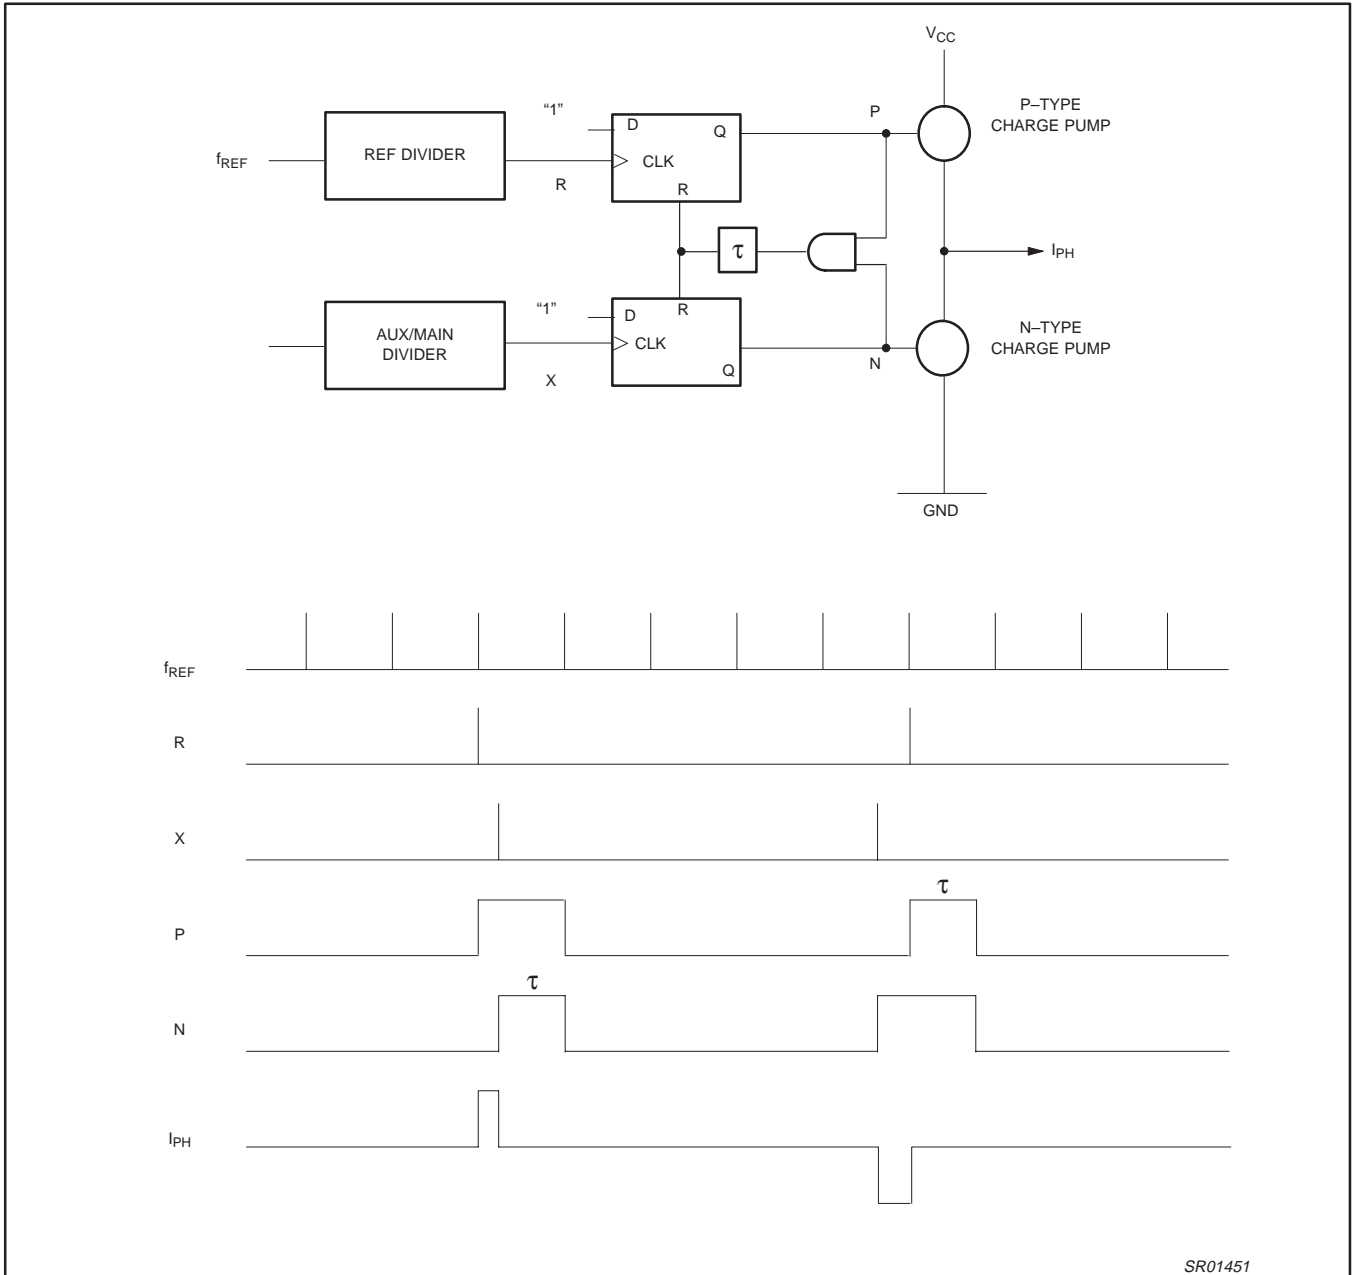 VCC
P–TYPE
CHARGE PUMP
"1"
D
Q
P
fREF
REF DIVIDER
CLK
R
R
τ
IPH
"1"
D
R
AUX/MAIN
DIVIDER
CLK
N–TYPE
CHARGE PUMP
X
Q
N
GND
fREF
R
X
τ
P
τ
N
IPH
SR01451